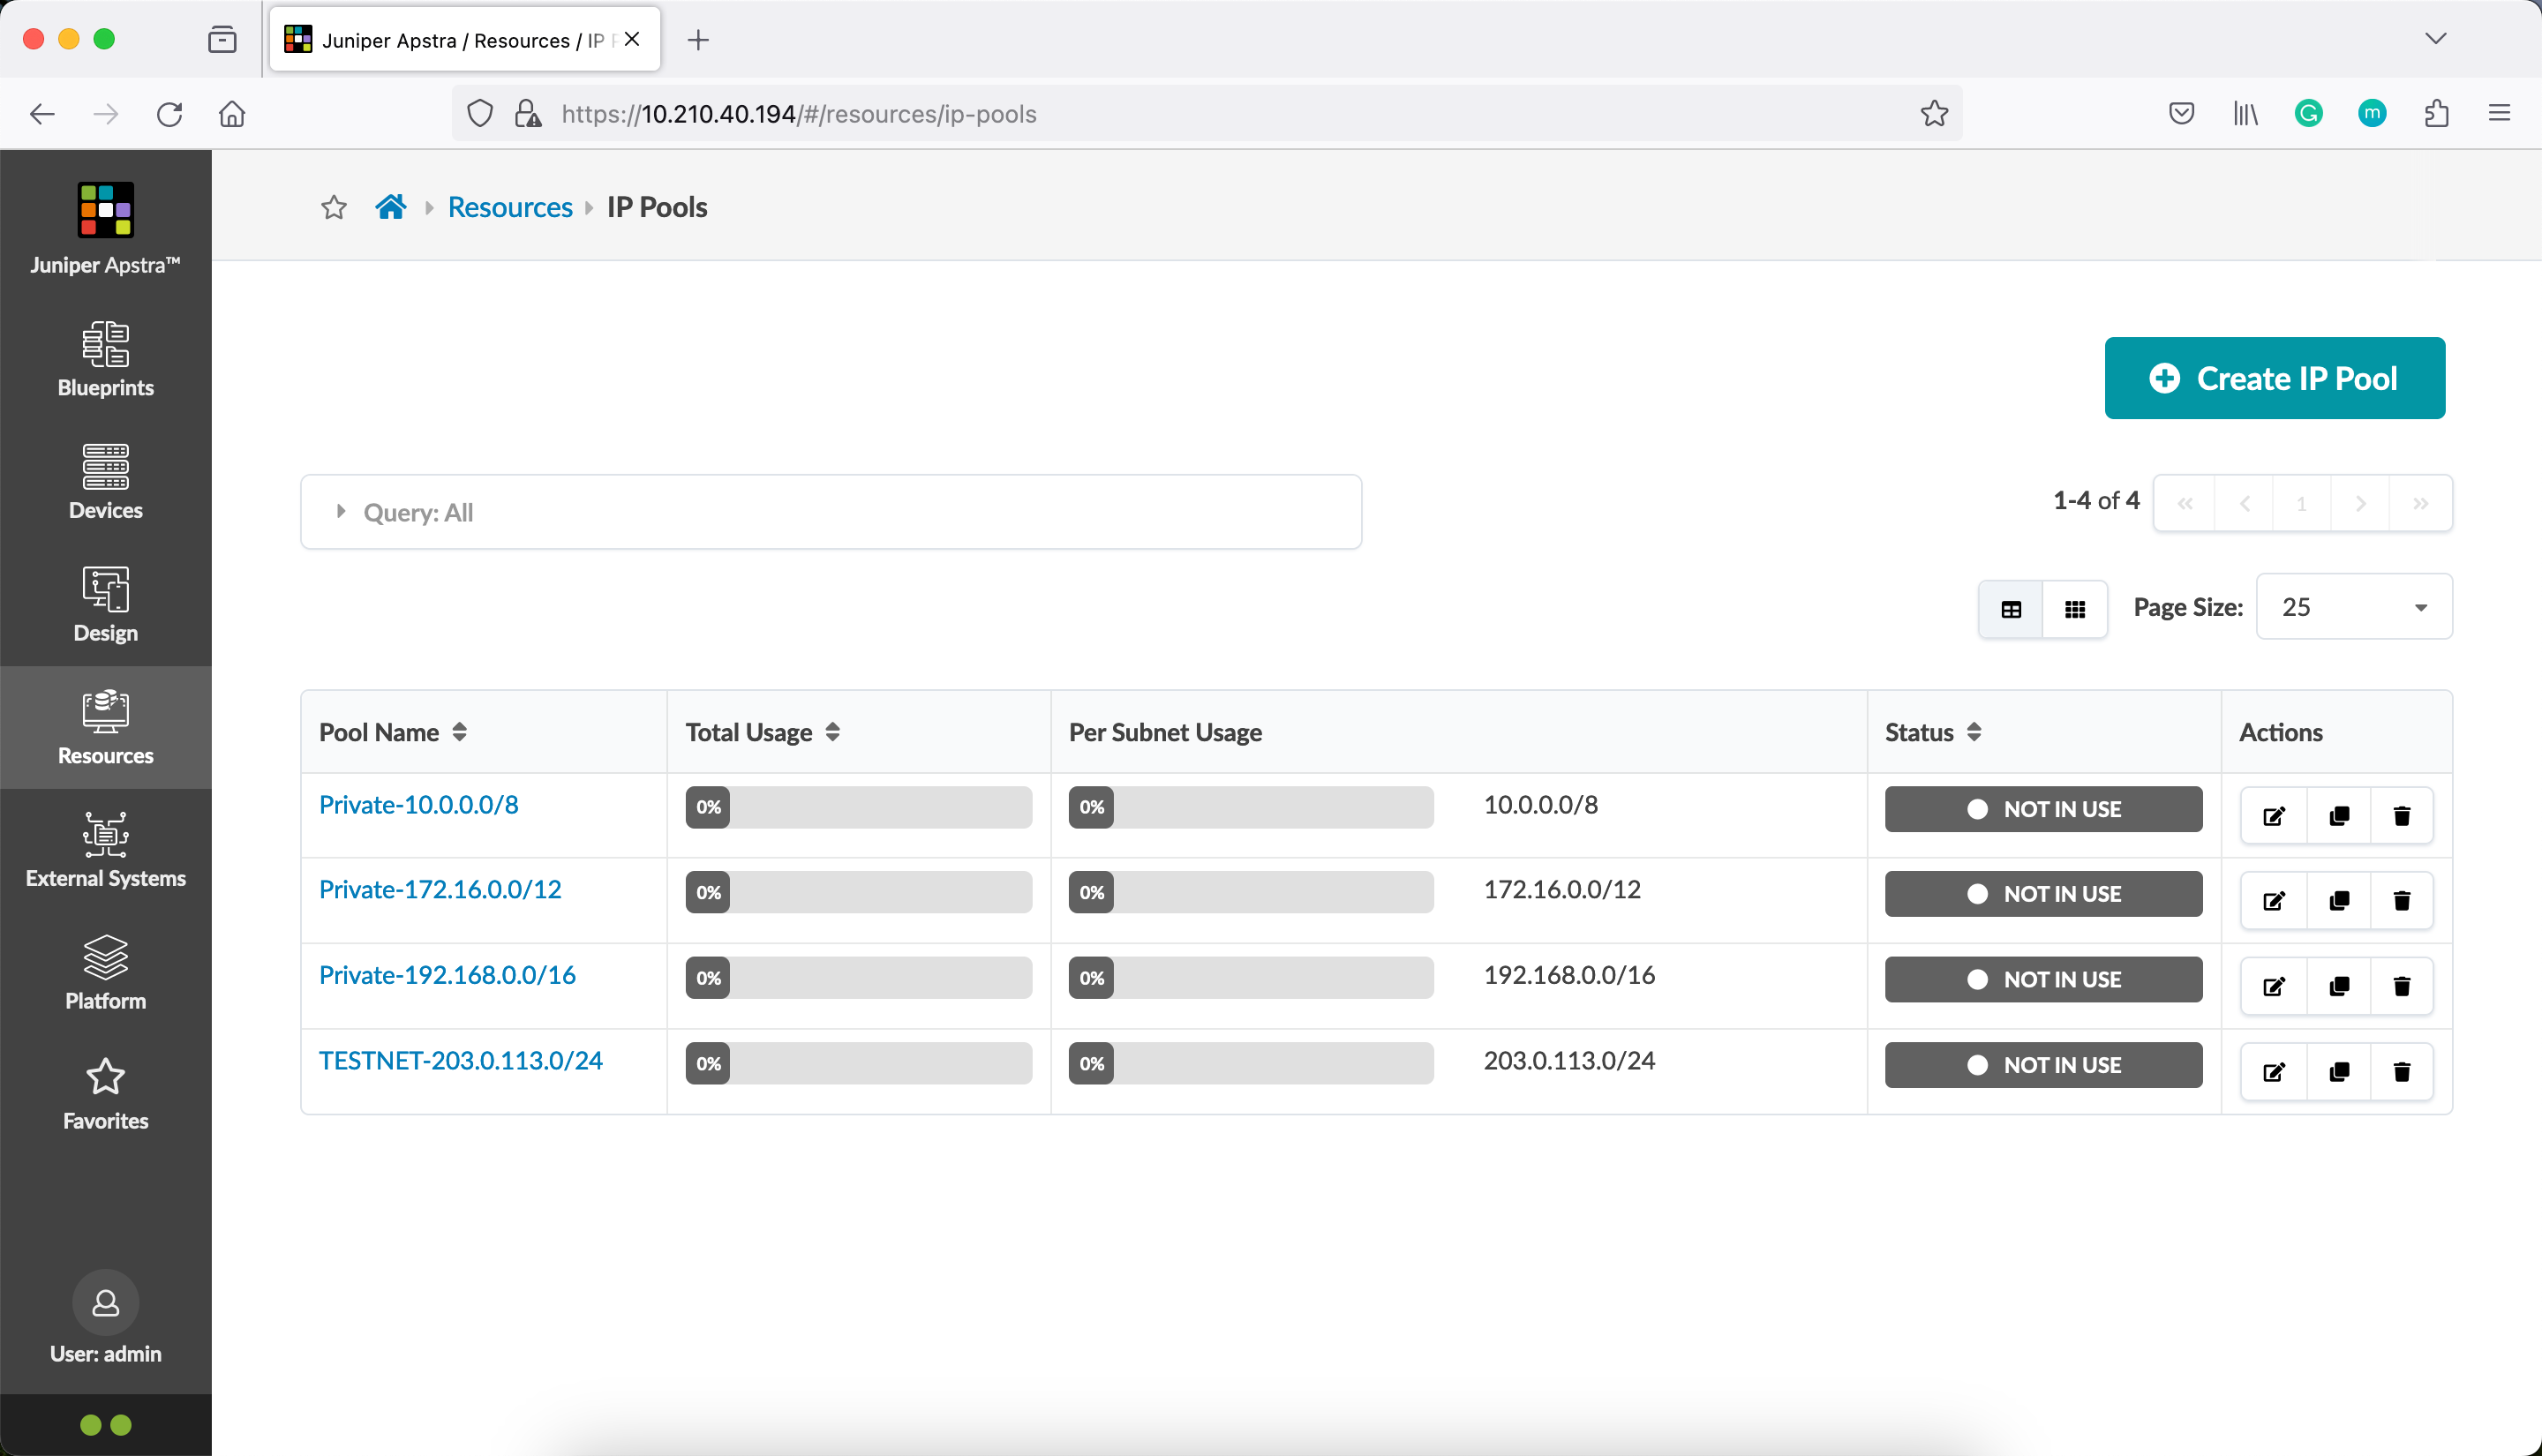 Juniper Apstra / Resources / IP
https://10.210.40.194/#/resources/ip-pools
G
m
Juniper Apstra™
Blueprints
Devices
Design
Resources
External Systems
Platform
Favorites
User: admin
Resources
IP Pools
Create IP Pool
Query: All
1-4 of 4
«
‹
1
›
»
Page Size:
25
Pool Name
Total Usage
Per Subnet Usage
Status
Actions
Private-10.0.0.0/8
0%
0%
10.0.0.0/8
NOT IN USE
Private-172.16.0.0/12
0%
0%
172.16.0.0/12
NOT IN USE
Private-192.168.0.0/16
0%
0%
192.168.0.0/16
NOT IN USE
TESTNET-203.0.113.0/24
0%
0%
203.0.113.0/24
NOT IN USE